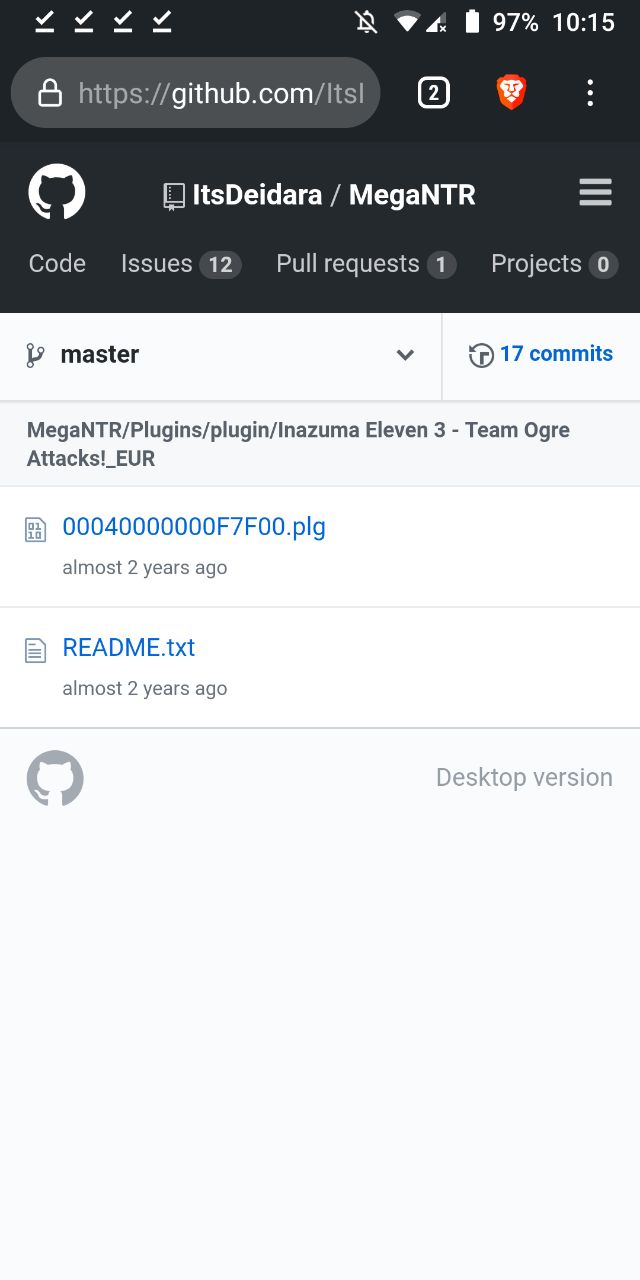 97% 10:15
https://github.com/Itsl
2
ItsDeidara / MegaNTR
Code Issues 12 Pull requests 1 Projects 0
master
17 commits
MegaNTR/Plugins/plugin/Inazuma Eleven 3 - Team Ogre
Attacks!_EUR
00040000000F7F00.plg
almost 2 years ago
README.txt
almost 2 years ago
Desktop version